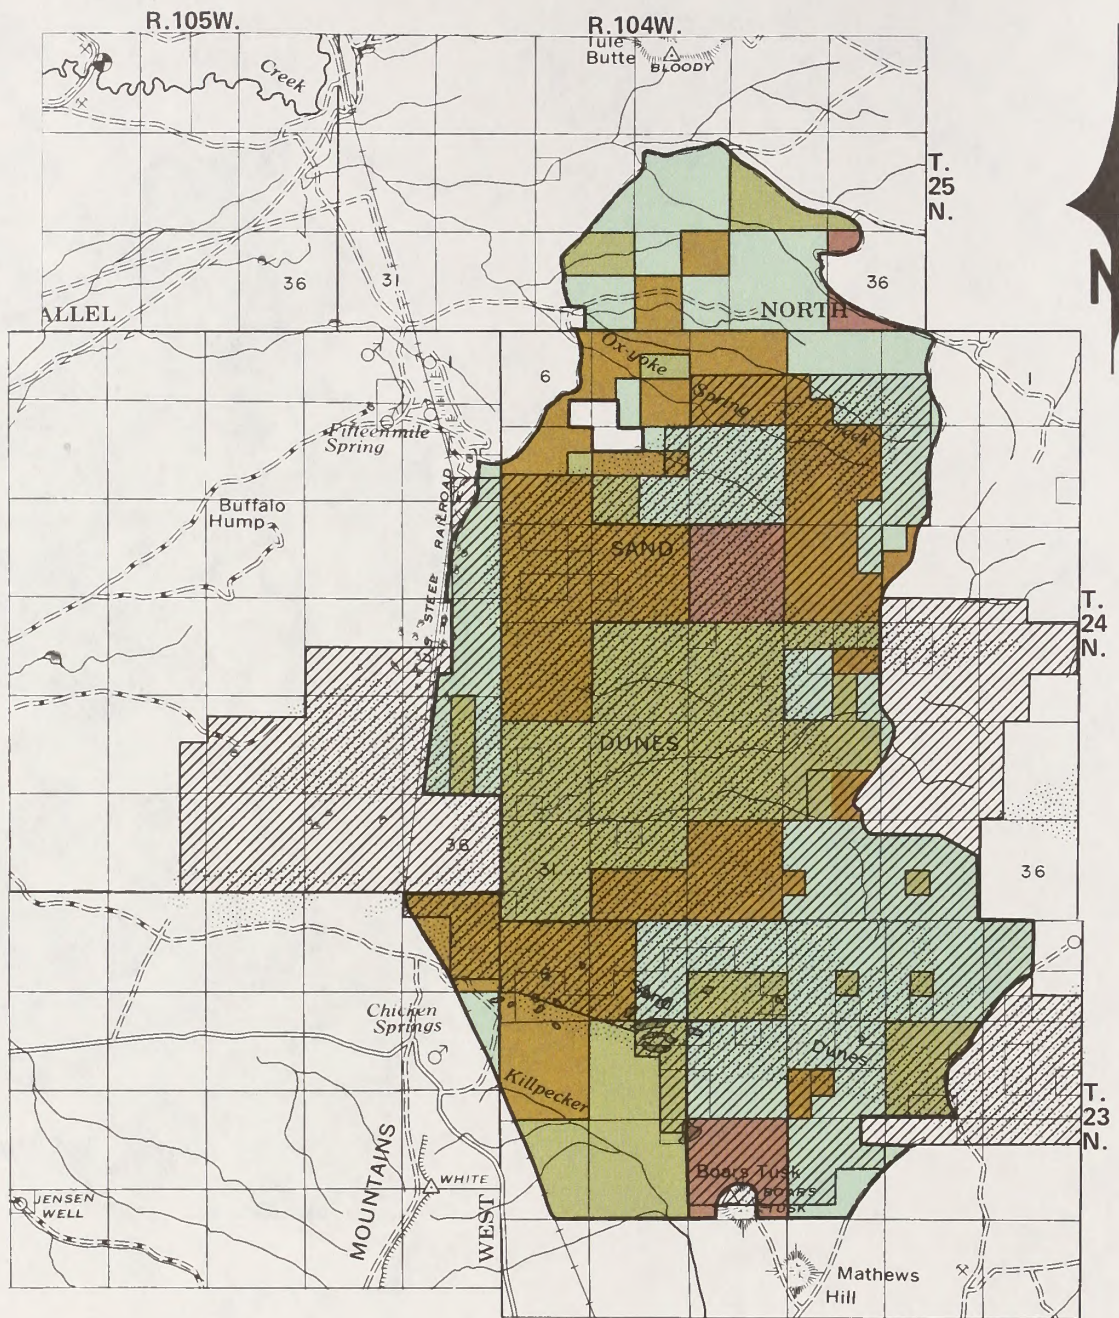 R.105W.
R.104W.
Tule
Butte
BLOODY
Creek
T.
25
N.
36
31
36
N
ALLEL
NORTH
6
1
1
Ox-yoke
Spring
Creek
Fifteenmile
Spring
Buffalo
Hump
U.S STEEL RAILROAD
SAND
T.
24
N.
DUNES
36
31
36
6
Sand
Dunes
Chicken
Springs
Killpecker
T.
23
N.
MOUNTAINS
WHITE
WEST
JENSEN
WELL
Boars Tusk
BOARS
TUSK
Mathews
Hill